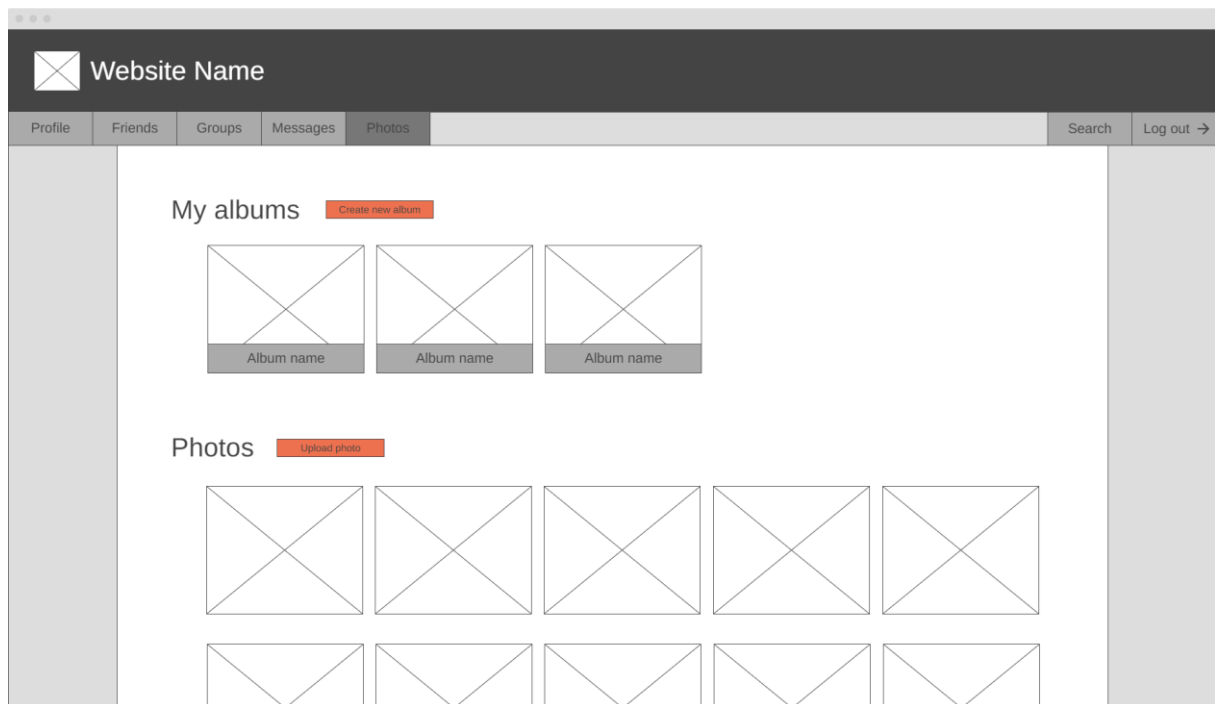 Website Name
Profile Friends Groups Messages Photos Search Log out →
My albums Create new album
Album name Album name Album name
Photos Upload photo